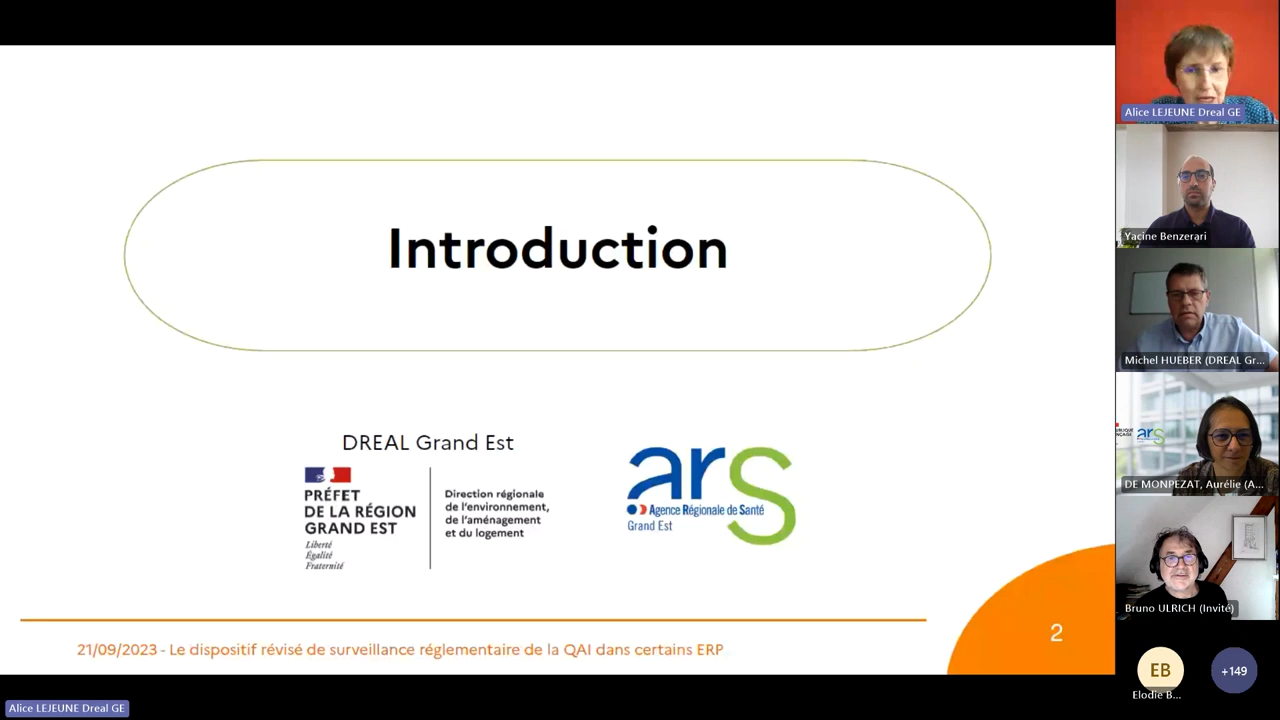 Introduction
DREAL Grand Est
PRÉFET
DE LA RÉGION
GRAND EST
Liberté
Égalité
Fraternité
Direction régionale
de l'environnement,
de l'aménagement
et du logement
ars
Agence Régionale de Santé
Grand Est
21/09/2023 - Le dispositif révisé de surveillance réglementaire de la QAI dans certains ERP
2
Alice LEJEUNE Dreal GE
Alice LEJEUNE Dreal GE
Yacine Benzerari
Michel HUEBER (DREAL Gr...
ars
DE MONPEZAT, Aurélie (A...
Bruno ULRICH (Invité)
EB
Elodie B...
+149